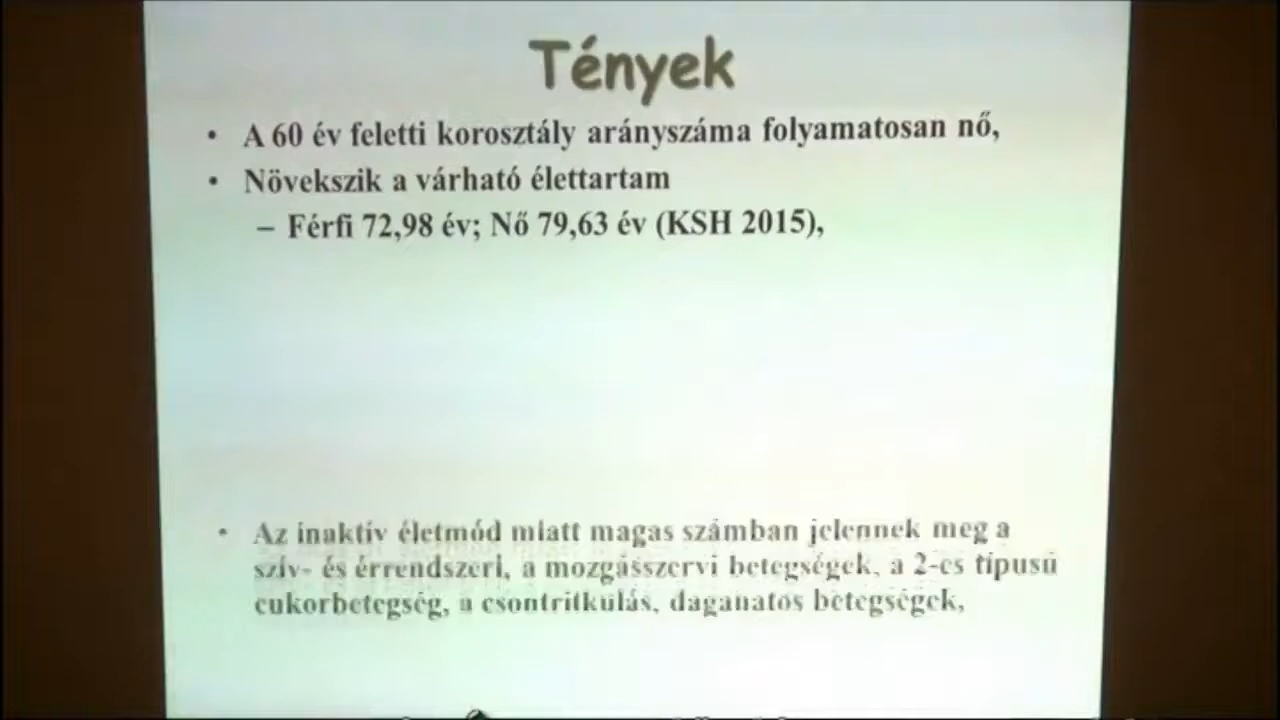 Tények
• A 60 év feletti korosztály arányszáma folyamatosan nő,
• Növekszik a várható élettartam
– Férfi 72,98 év; Nő 79,63 év (KSH 2015),
• Az inaktív életmód miatt magas számban jelennek meg a
szív- és érrendszeri, a mozgásszervi betegségek, a 2-es típusú
cukorbetegség, a csontritkulás, daganatos betegségek,